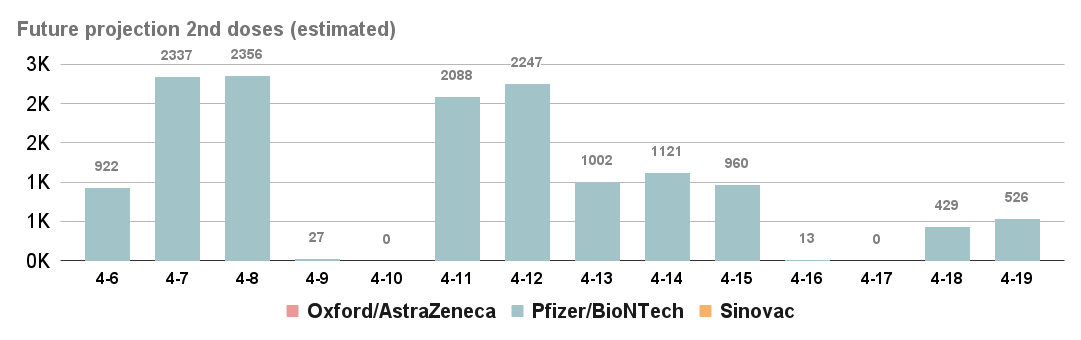 Future projection 2nd doses (estimated)
3K
2K
2K
1K
1K
0K
922
2337
2356
27
0
2088
2247
1002
1121
960
13
0
429
526
4-6
4-7
4-8
4-9
4-10
4-11
4-12
4-13
4-14
4-15
4-16
4-17
4-18
4-19
Oxford/AstraZeneca
Pfizer/BioNTech
Sinovac